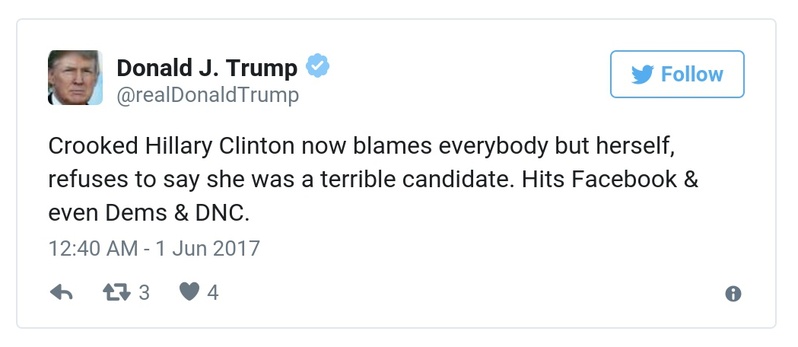 Donald J. Trump
@realDonaldTrump
Follow
Crooked Hillary Clinton now blames everybody but herself,
refuses to say she was a terrible candidate. Hits Facebook &
even Dems & DNC.
12:40 AM - 1 Jun 2017
3 4